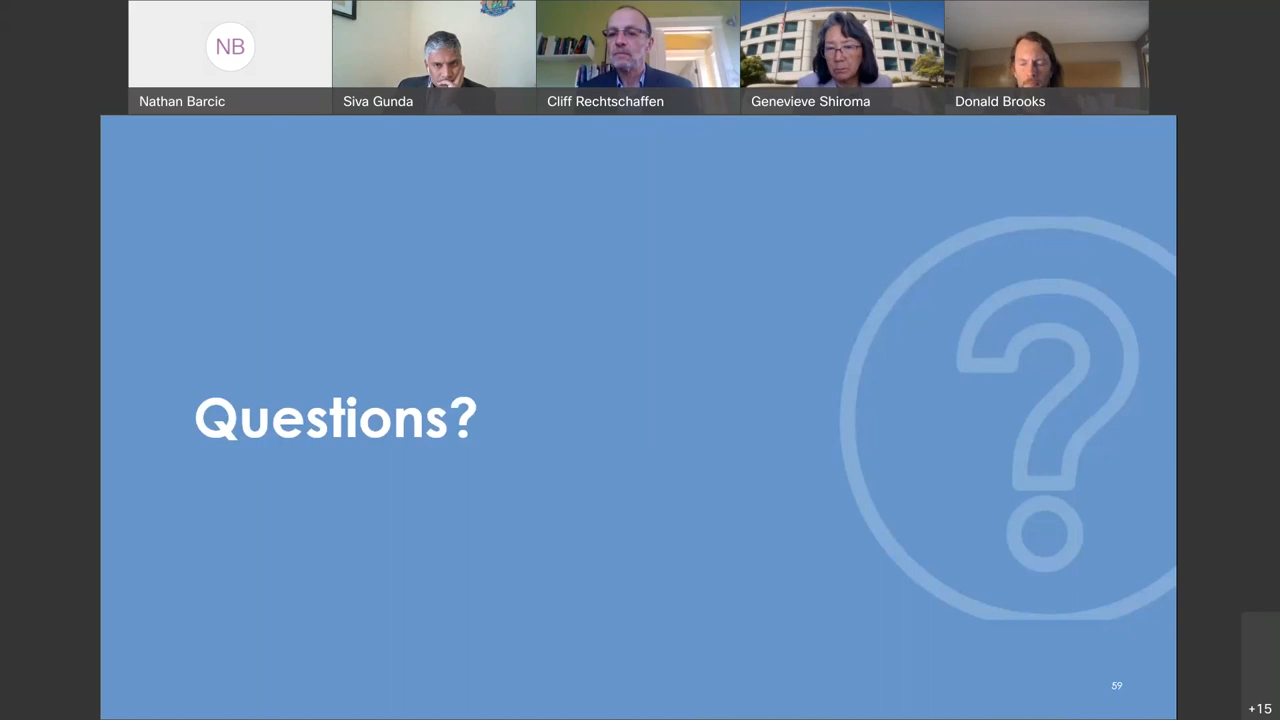 NB
Nathan Barcic
Siva Gunda
Cliff Rechtschaffen
Genevieve Shiroma
Donald Brooks
Questions?
59
+15